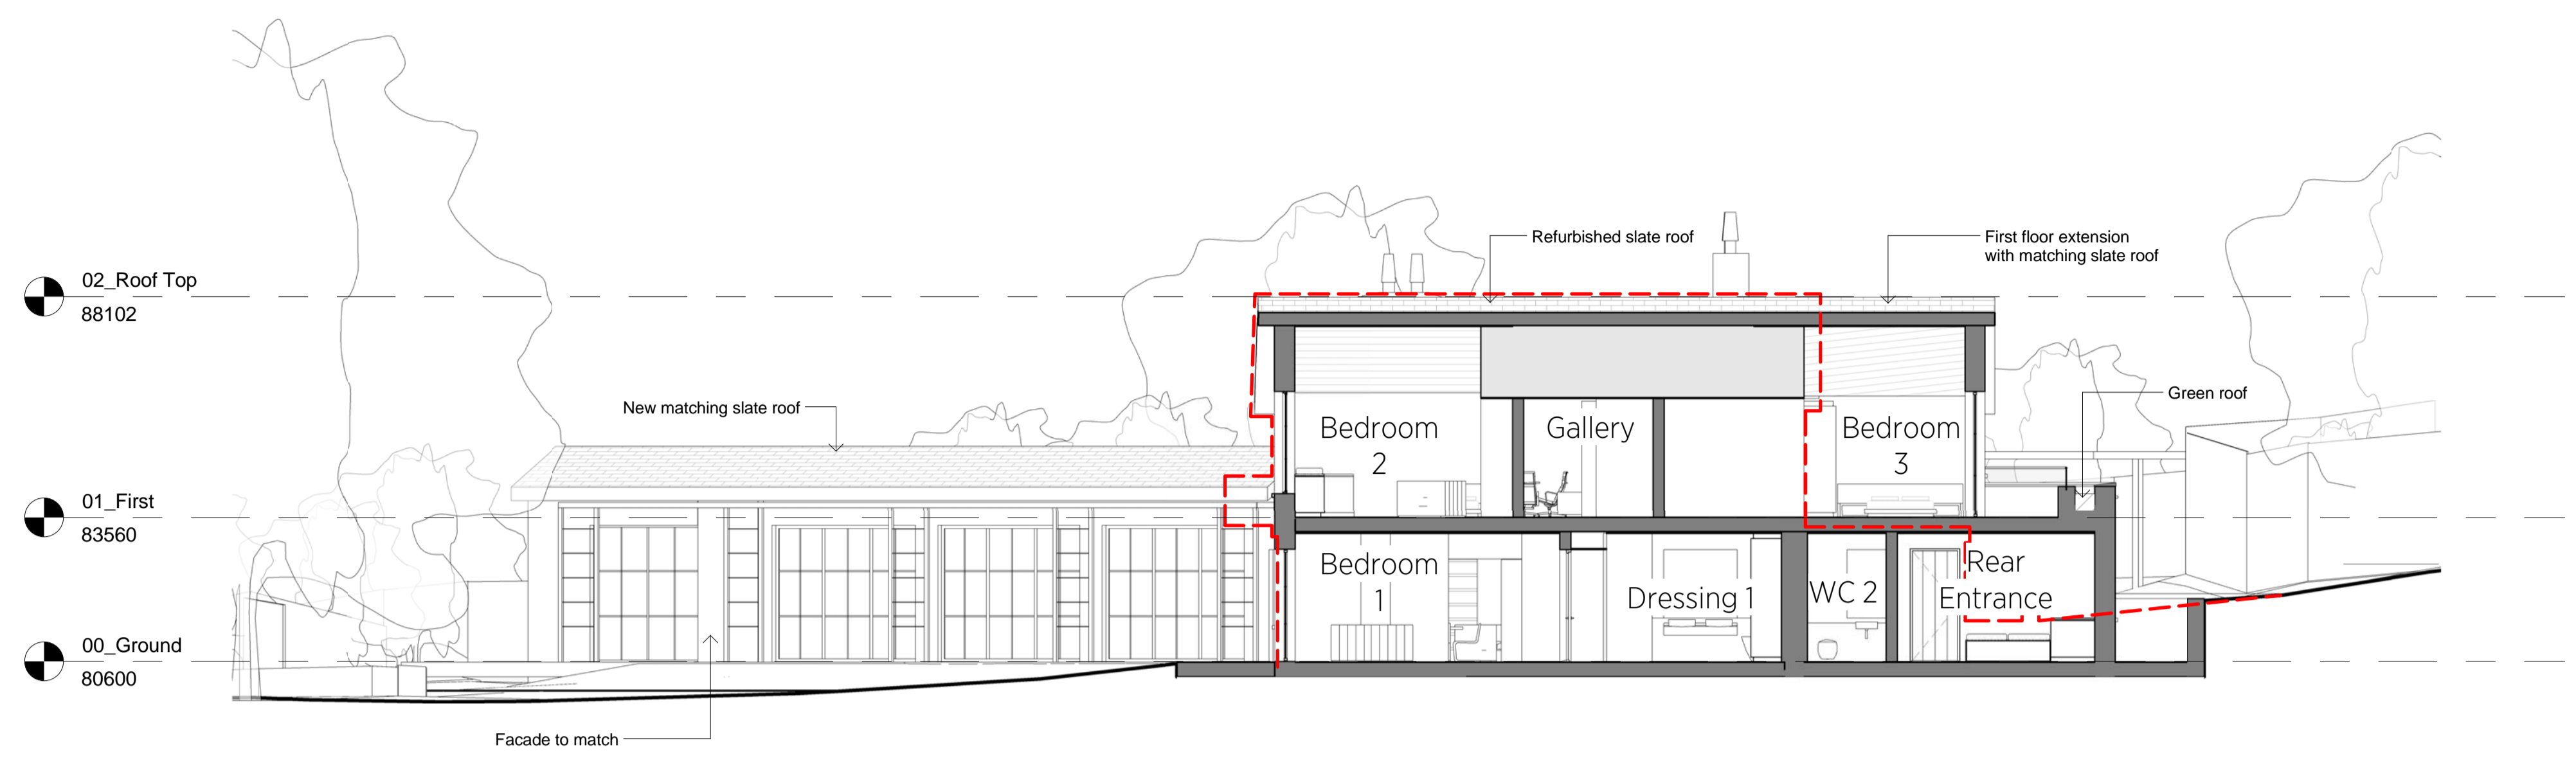 02_Roof Top
88102
Refurbished slate roof
First floor extension
with matching slate roof
New matching slate roof
Green roof
01_First
83560
Bedroom
2
Gallery
Bedroom
3
00_Ground
80600
Bedroom
1
Dressing 1
WC 2
Rear
Entrance
Facade to match